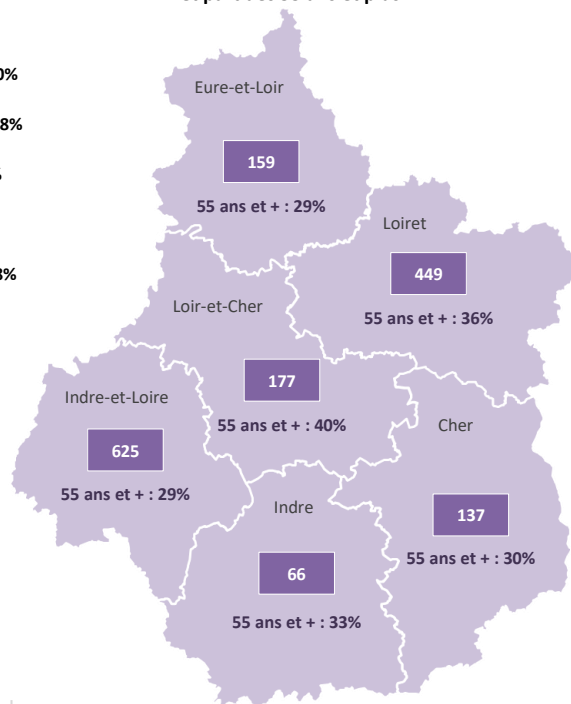 Eure-et-Loir
159
55 ans et + : 29%
Loiret
449
55 ans et + : 36%
Loir-et-Cher
177
55 ans et + : 40%
Indre-et-Loire
625
55 ans et + : 29%
Cher
137
55 ans et + : 30%
Indre
66
55 ans et + : 33%